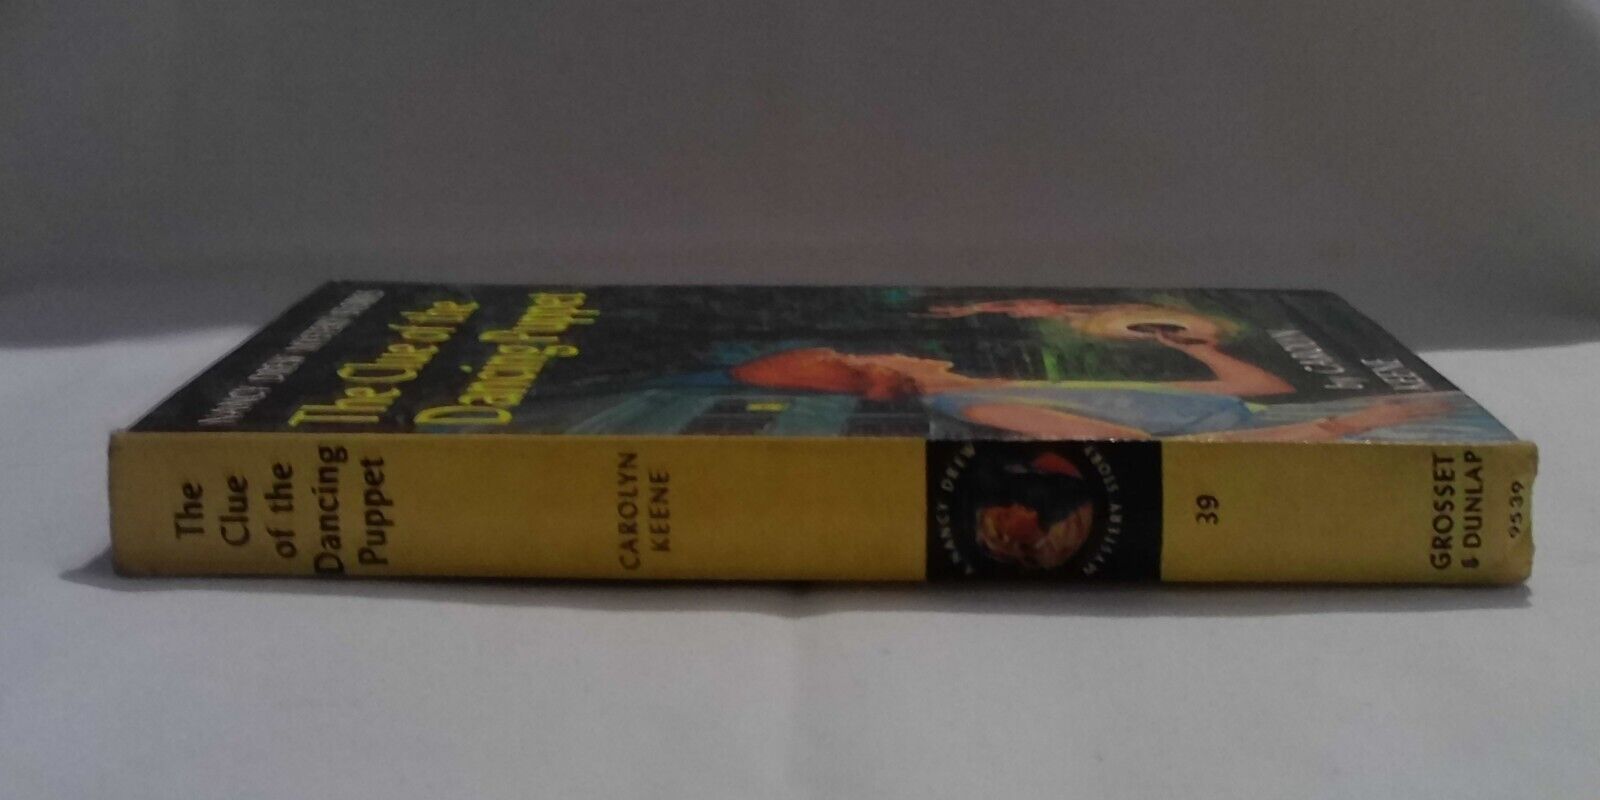 NANCY DREW MYSTERY STORIES
The Clue of the
Dancing Puppet
by CAROLYN
KEENE
The
Clue
of the
Dancing
Puppet
CAROLYN
KEENE
NANCY DREW
MYSTERY STORY
39
GROSSET
& DUNLAP
9539